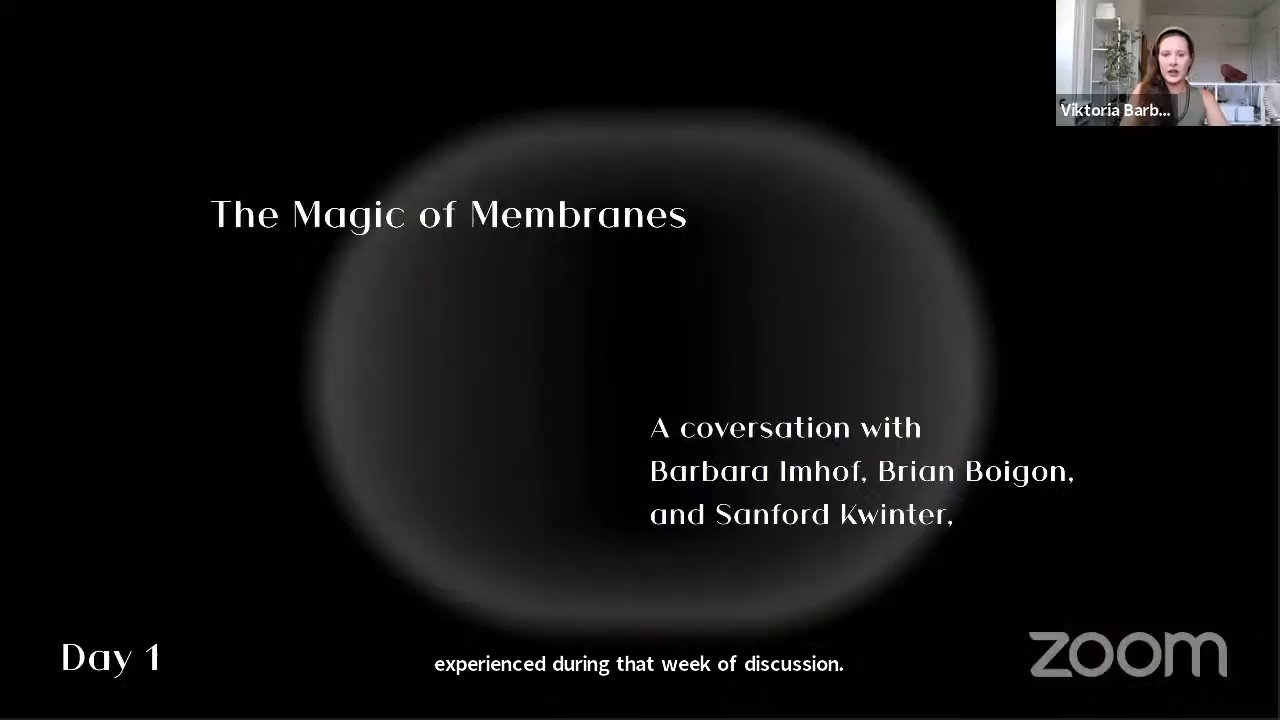 Viktoria Barb...
The Magic of Membranes
A coversation with
Barbara Imhof, Brian Boigon,
and Sanford Kwinter,
Day 1
experienced during that week of discussion.
zoom